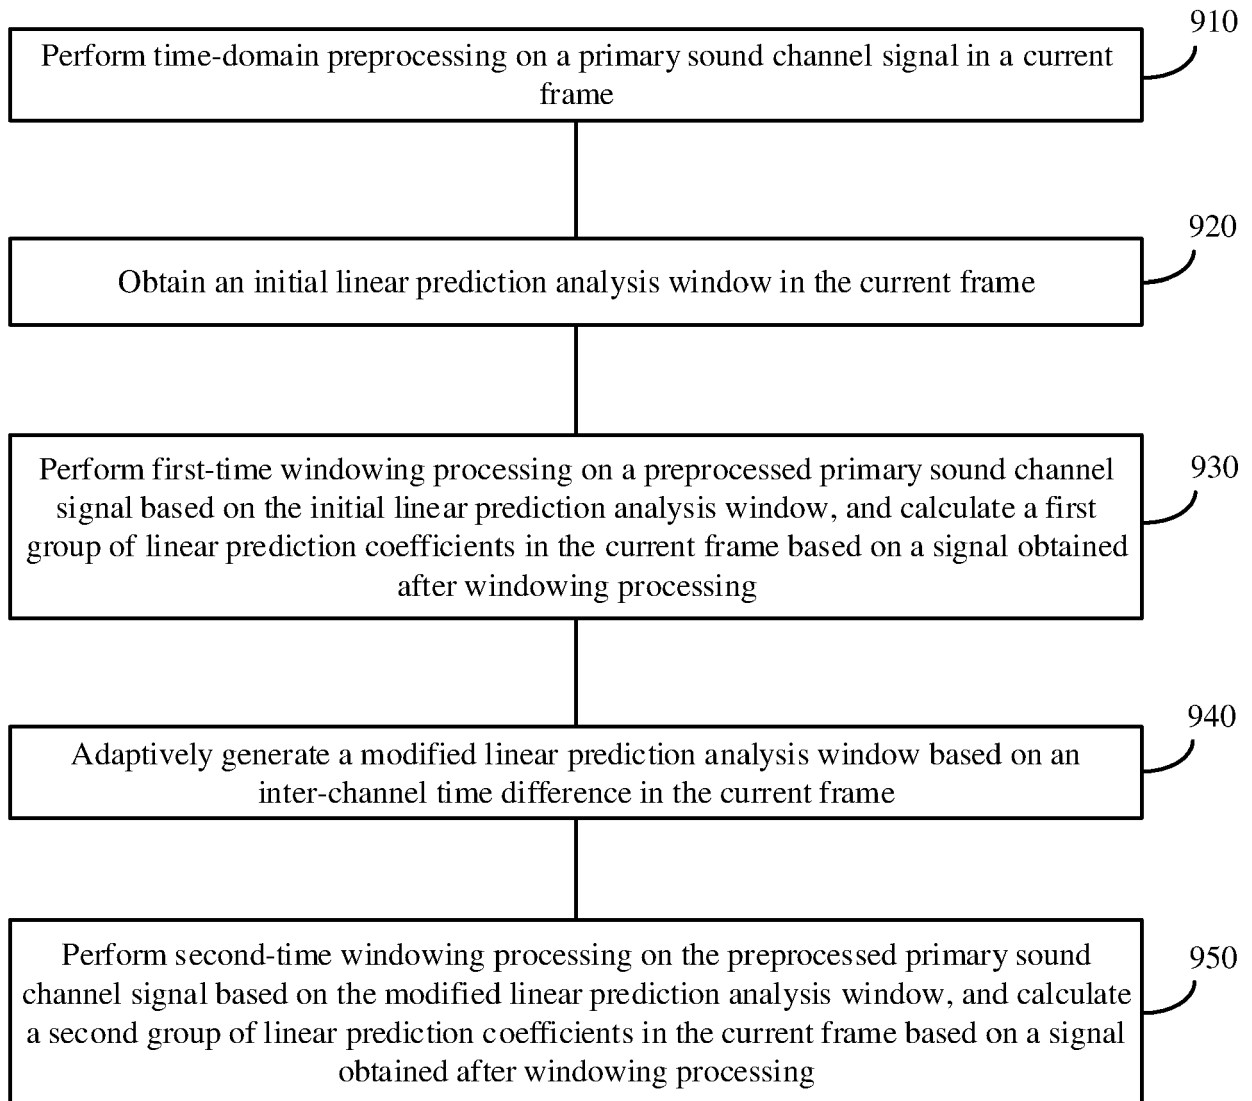 910
Perform time-domain preprocessing on a primary sound channel signal in a current
frame
920
Obtain an initial linear prediction analysis window in the current frame
930
Perform first-time windowing processing on a preprocessed primary sound channel
signal based on the initial linear prediction analysis window, and calculate a first
group of linear prediction coefficients in the current frame based on a signal obtained
after windowing processing
940
Adaptively generate a modified linear prediction analysis window based on an
inter-channel time difference in the current frame
950
Perform second-time windowing processing on the preprocessed primary sound
channel signal based on the modified linear prediction analysis window, and calculate
a second group of linear prediction coefficients in the current frame based on a signal
obtained after windowing processing